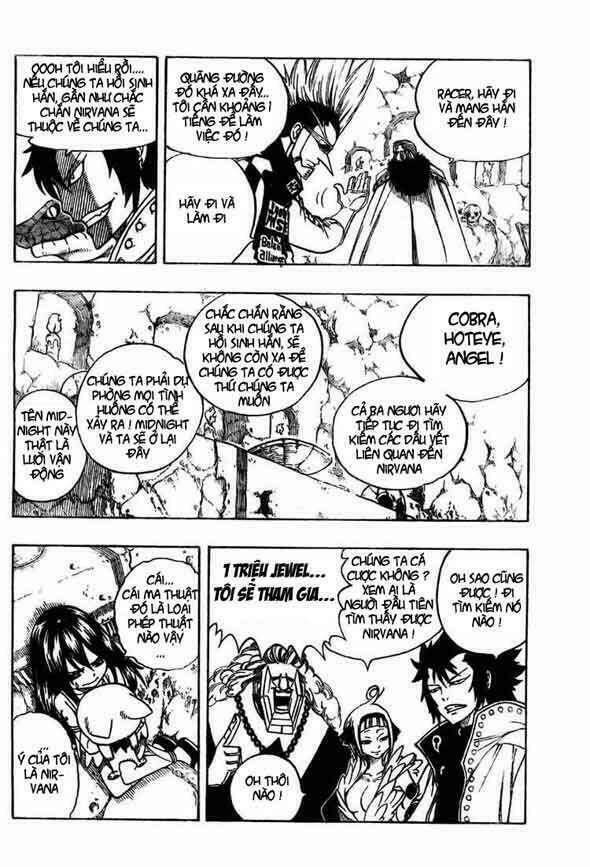 RACER, HÃY ĐI
VÀ MANG HẮN
ĐẾN ĐÂY !
QUÃNG ĐƯỜNG
ĐÓ KHÁ XA ĐẤY...
TÔI CẦN KHOẢNG 1
TIẾNG ĐỂ LÀM
VIỆC ĐÓ !
HÃY ĐI VÀ
LÀM ĐI
OOOH TÔI HIỂU RỒI....
NẾU CHÚNG TA HỒI SINH
HẮN, GẦN NHƯ CHẮC
CHẮN NIRVANA SẼ
THUỘC VỀ CHÚNG TA...
Balam
alliance
COBRA,
HOTEYE,
ANGEL !
CẢ BA NGƯƠI HÃY
TIẾP TỤC ĐI TÌM
KIẾM CÁC DẤU VẾT
LIÊN QUAN ĐẾN
NIRVANA
CHẮC CHẮN RẰNG
SAU KHI CHÚNG TA
HỒI SINH HẮN, SẼ
KHÔNG CÒN XA ĐỂ
CHÚNG TA CÓ ĐƯỢC
THỨ CHÚNG TA
MUỐN
CHÚNG TA PHẢI DỰ
PHÒNG MỌI TÌNH
HUỐNG CÓ THỂ
XẢY RA ! MIDNIGHT
VÀ TA SẼ Ở LẠI
ĐÂY
TÊN MID-
NIGHT NÀY
THẬT LÀ
LƯỜI VẬN
ĐỘNG
OH SAO CŨNG
ĐƯỢC ! ĐI
TÌM KIẾM NÓ
NÀO !
CHÚNG TA CÁ
CƯỢC KHÔNG ?
XEM AI LÀ
NGƯỜI ĐẦU TIÊN
TÌM THẤY ĐƯỢC
NIRVANA !
1 TRIỆU JEWEL...
TÔI SẼ THAM GIA...
OH THÔI
NÀO !
CÁI...
CÁI MA THUẬT
ĐÓ LÀ LOẠI
PHÉP THUẬT
NÀO VẬY
...
Ý CỦA TÔI
LÀ NIR-
VANA